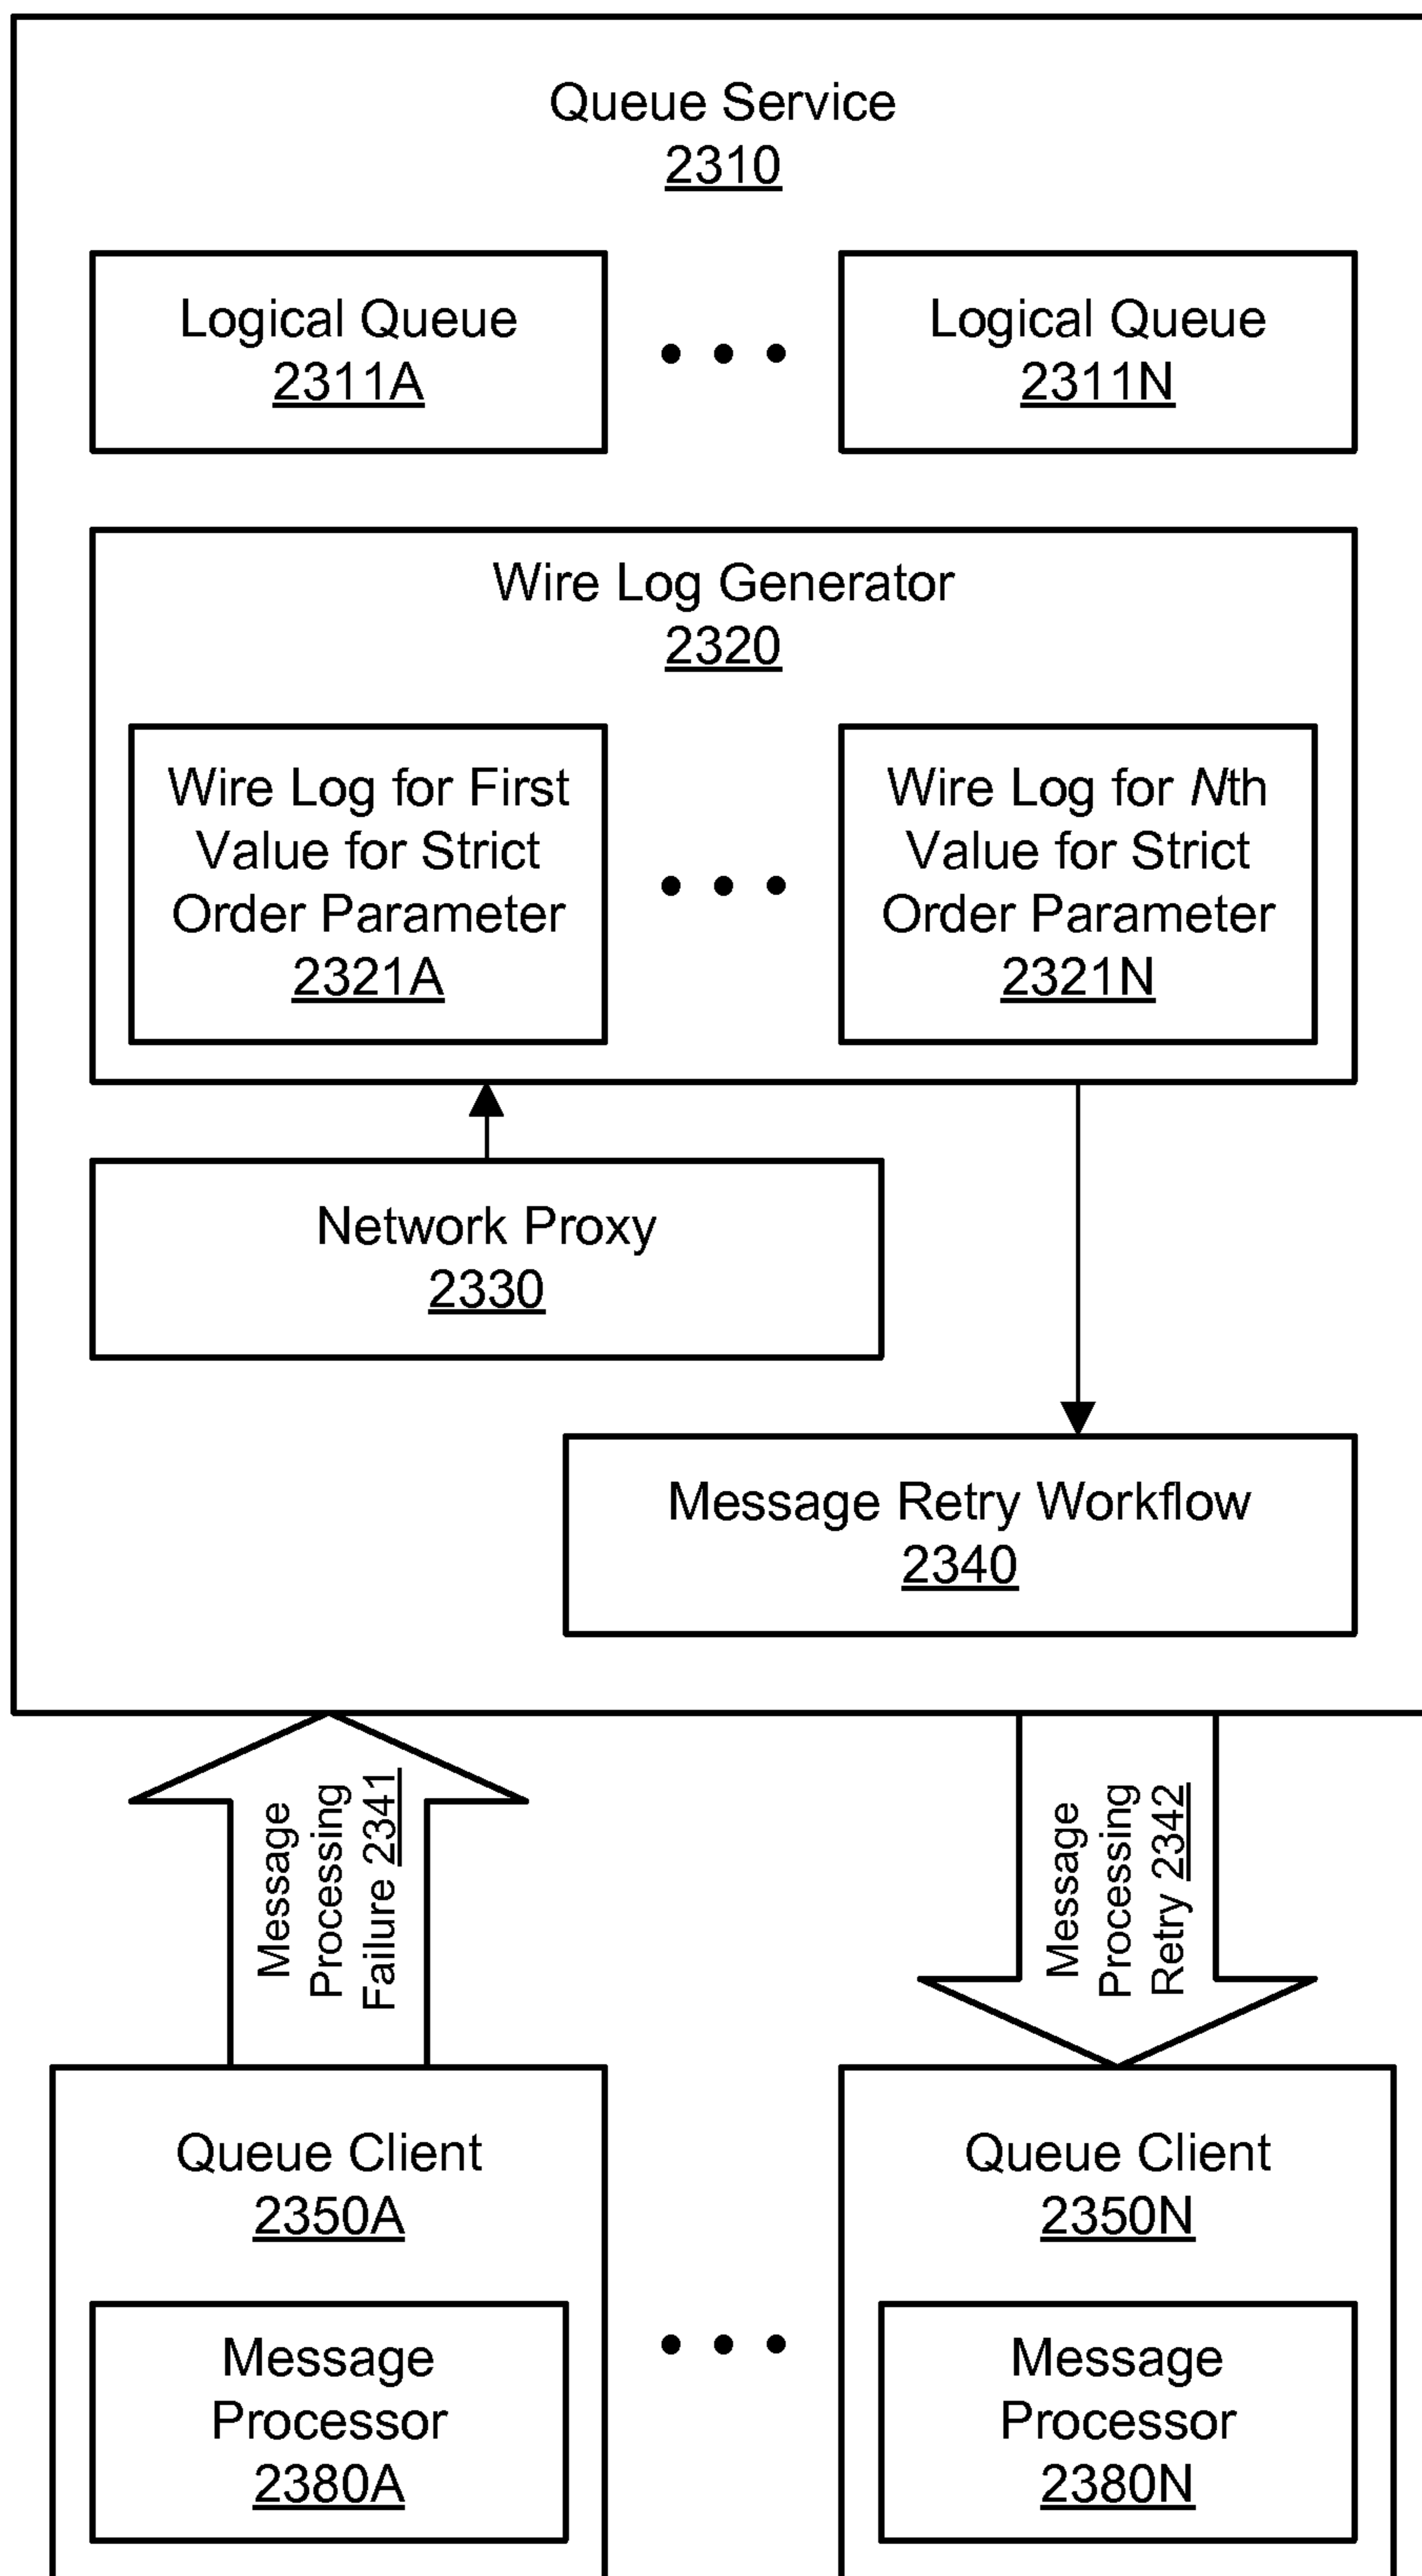 Queue Service
2310
Logical Queue
2311A
Logical Queue
2311N
Wire Log Generator
2320
Wire Log for First
Value for Strict
Order Parameter
2321A
Wire Log for Nth
Value for Strict
Order Parameter
2321N
Network Proxy
2330
Message Retry Workflow
2340
Message
Processing
Failure 2341
Message
Processing
Retry 2342
Queue Client
2350A
Message
Processor
2380A
Queue Client
2350N
Message
Processor
2380N